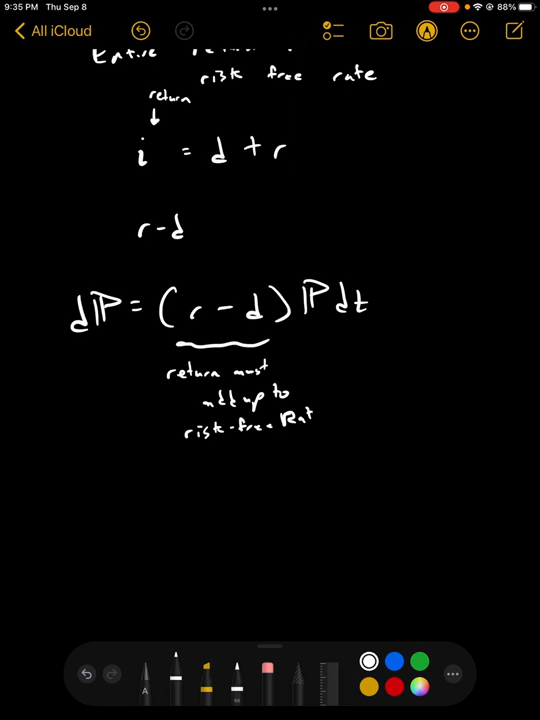 9:35 PM Thu Sep 8
88%
All iCloud
Entire
risk free rate
return
i = d + r
r - d
dℙ = (r - d) ℙ dt
return must
add up to
risk-free Rat
A